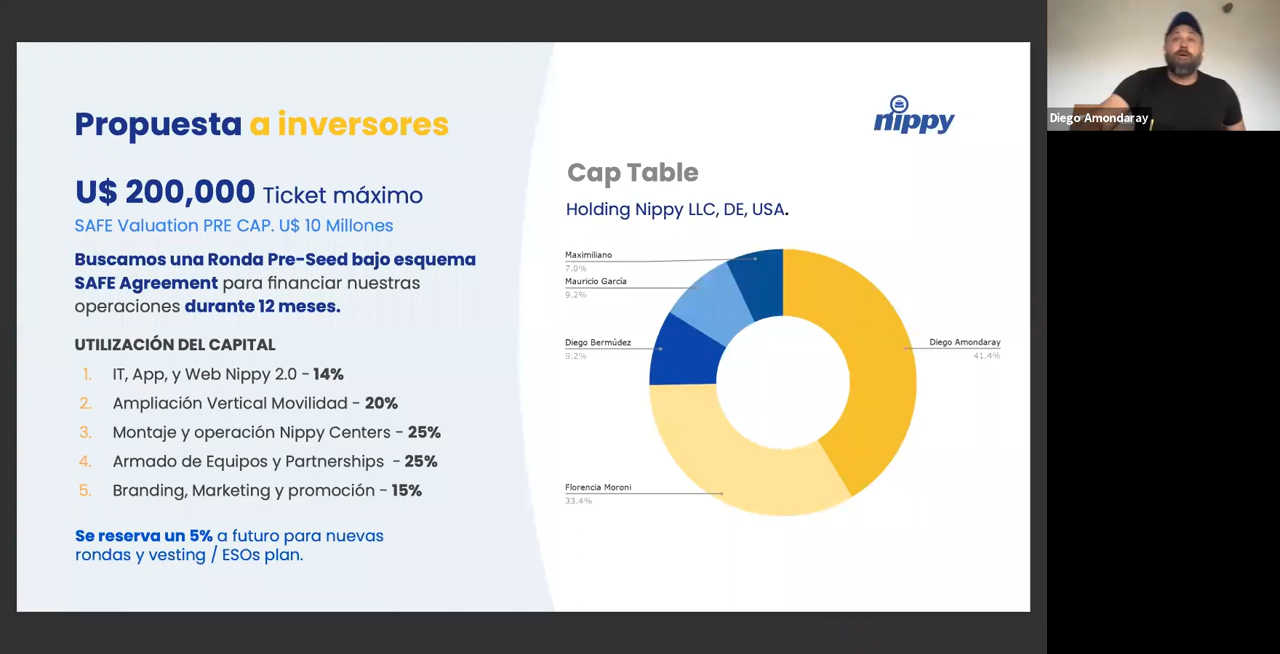 Propuesta a inversores
U$ 200,000 Ticket máximo
SAFE Valuation PRE CAP. U$ 10 Millones
Buscamos una Ronda Pre-Seed bajo esquema
SAFE Agreement para financiar nuestras
operaciones durante 12 meses.
UTILIZACIÓN DEL CAPITAL
1. IT, App, y Web Nippy 2.0 - 14%
2. Ampliación Vertical Movilidad - 20%
3. Montaje y operación Nippy Centers - 25%
4. Armado de Equipos y Partnerships - 25%
5. Branding, Marketing y promoción - 15%
Se reserva un 5% a futuro para nuevas
rondas y vesting / ESOs plan.
nippy
Cap Table
Holding Nippy LLC, DE, USA.
Maximiliano
7.0%
Mauricio García
9.2%
Diego Bermúdez
9.2%
Diego Amondaray
41.4%
Florencia Moroni
33.4%
Diego Amondaray